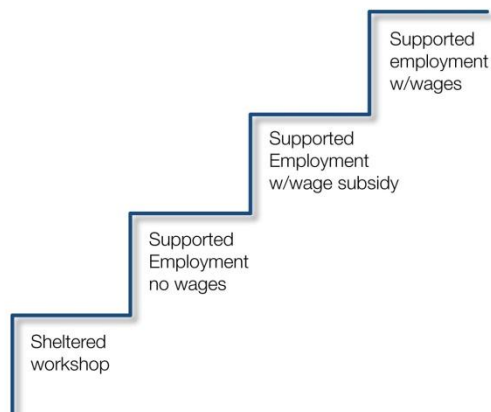 Supported
employment
w/wages
Supported
Employment
w/wage subsidy
Supported
Employment
no wages
Sheltered
workshop